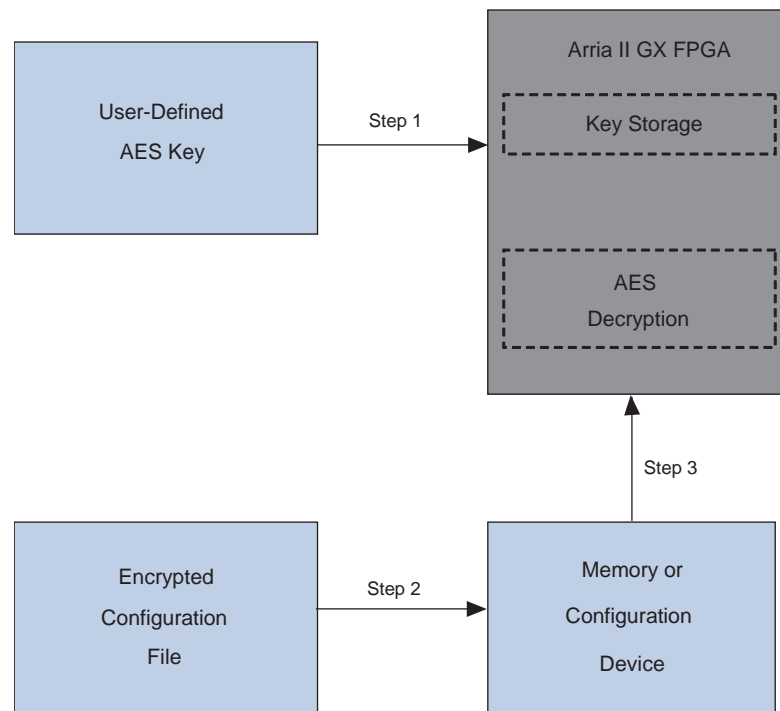 User-Defined
AES Key
Step 1
Arria II GX FPGA
Key Storage
AES
Decryption
Step 3
Encrypted
Configuration
File
Step 2
Memory or
Configuration
Device